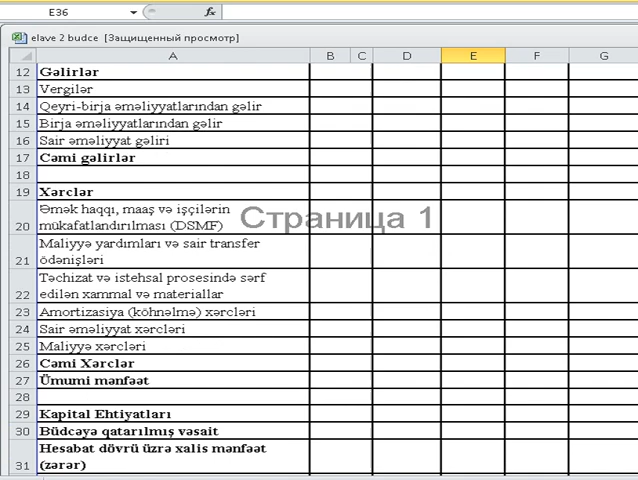 E36 fx
elave 2 budce [Защищенный просмотр]
A B C D E F G
12 Gəlirlər
13 Vergilər
14 Qeyri-birja əməliyyatlarından gəlir
15 Birja əməliyyatlarından gəlir
16 Sair əməliyyat gəliri
17 Cəmi gəlirlər
18
19 Xərclər
Əmək haqqı, maaş və işçilərin
20 mükafatlandırılması (DSMF)
Страница 1
Maliyyə yardımları və sair transfer
21 ödənişləri
Təchizat və istehsal prosesində sərf
22 edilən xammal və materiallar
23 Amortizasiya (köhnəlmə) xərcləri
24 Sair əməliyyat xərcləri
25 Maliyyə xərcləri
26 Cəmi Xərclər
27 Ümumi mənfəət
28
29 Kapital Ehtiyatları
30 Büdcəyə qatarılmış vəsait
Hesabat dövrü üzrə xalis mənfəət
31 (zərər)